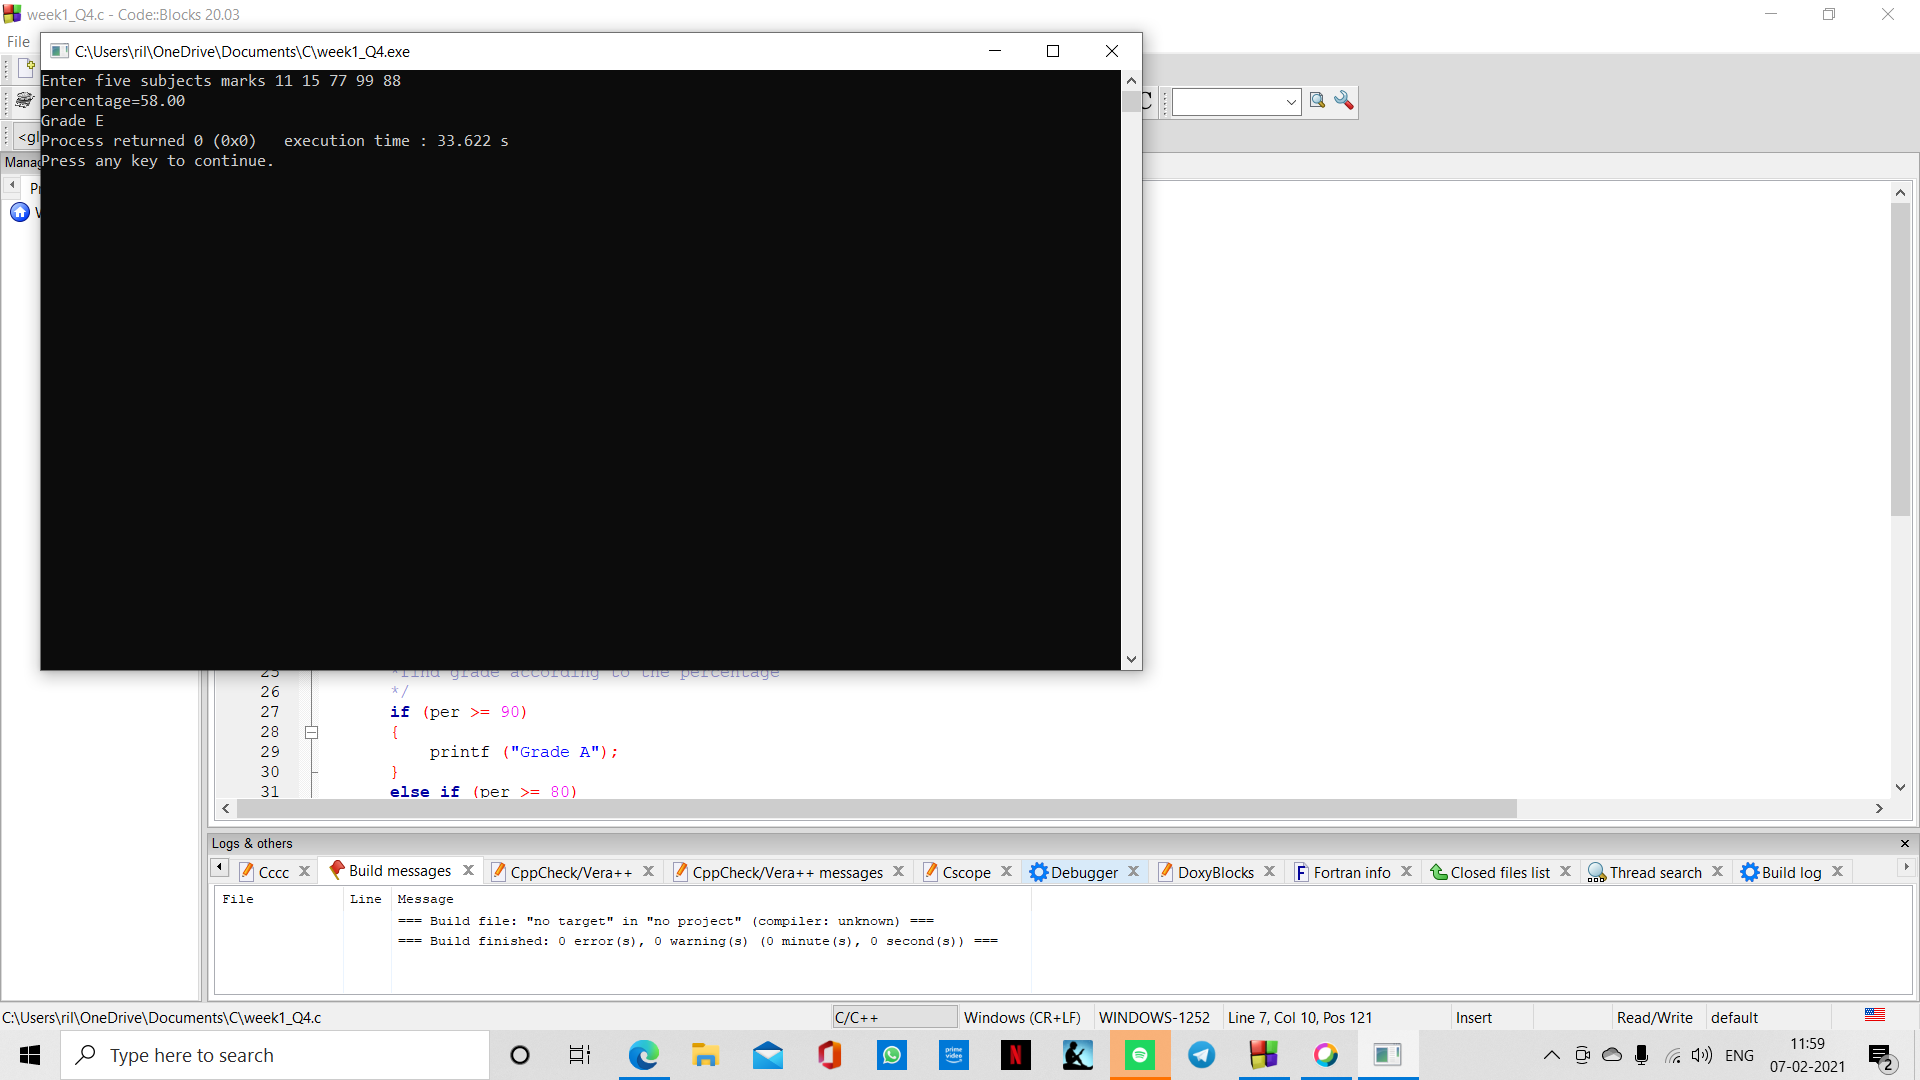 week1_Q4.c - Code::Blocks 20.03
File
C:\Users\ril\OneDrive\Documents\C\week1_Q4.exe
Enter five subjects marks 11 15 77 99 88
percentage=58.00
Grade E
Process returned 0 (0x0)   execution time : 33.622 s
Press any key to continue.
<gl
Manag
25 *find grade according to the percentage
26 */
27 if (per >= 90)
28 {
29 printf ("Grade A");
30 }
31 else if (per >= 80)
Logs & others
Cccc Build messages CppCheck/Vera++ CppCheck/Vera++ messages Cscope Debugger DoxyBlocks Fortran info Closed files list Thread search Build log
File Line Message
=== Build file: "no target" in "no project" (compiler: unknown) ===
=== Build finished: 0 error(s), 0 warning(s) (0 minute(s), 0 second(s)) ===
C:\Users\ril\OneDrive\Documents\C\week1_Q4.c C/C++ Windows (CR+LF) WINDOWS-1252 Line 7, Col 10, Pos 121 Insert Read/Write default
Type here to search
prime video
N
ENG
11:59
07-02-2021
2